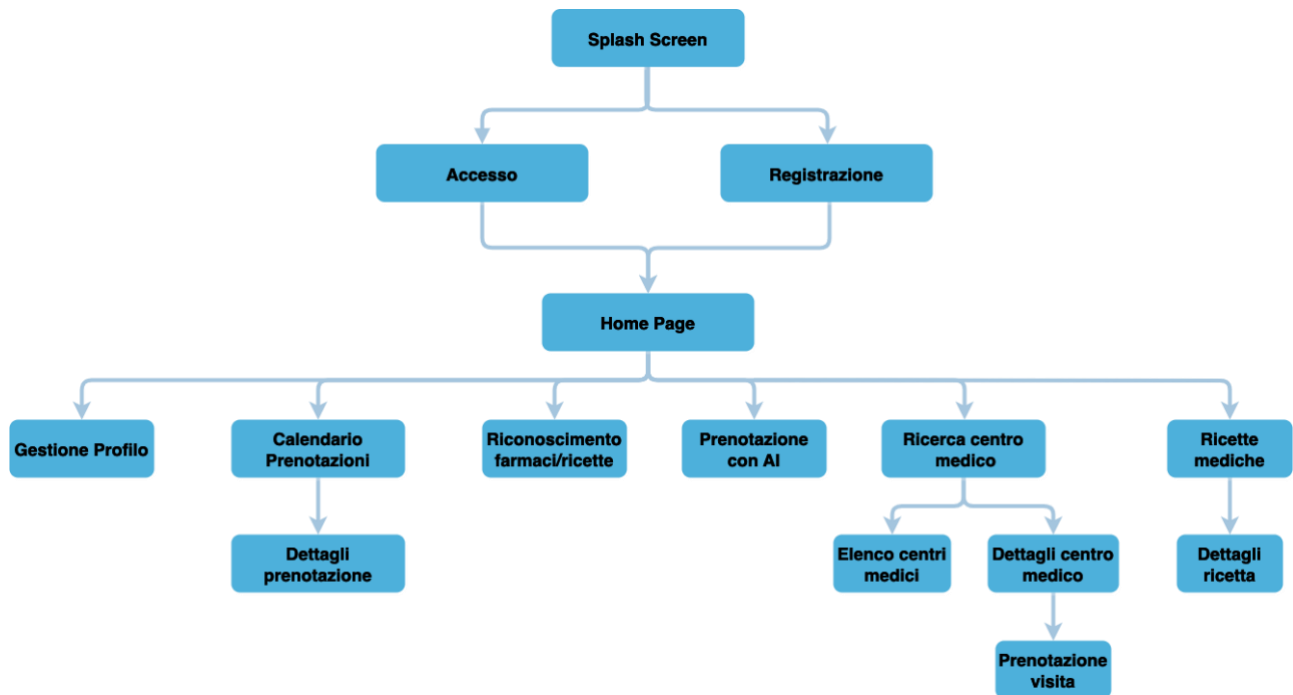 Splash Screen
Accesso
Registrazione
Home Page
Gestione Profilo
Calendario
Prenotazioni
Riconoscimento
farmaci/ricette
Prenotazione
con AI
Ricerca centro
medico
Ricette
mediche
Dettagli
prenotazione
Elenco centri
medici
Dettagli centro
medico
Dettagli
ricetta
Prenotazione
visita